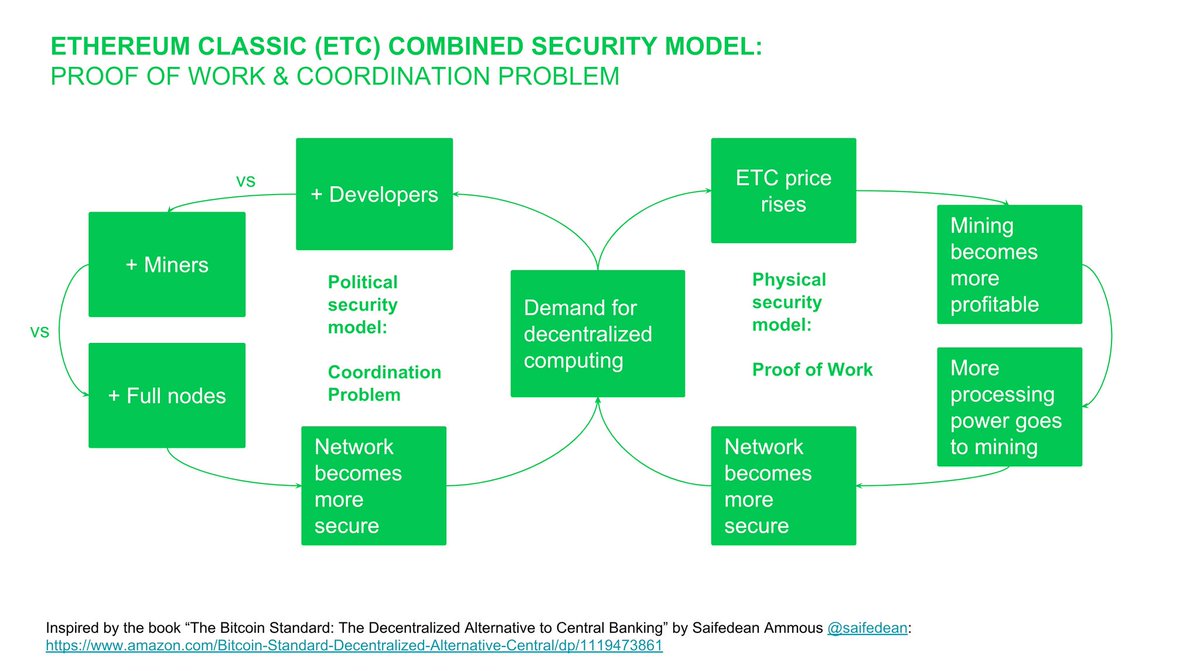 ETHEREUM CLASSIC (ETC) COMBINED SECURITY MODEL:
PROOF OF WORK & COORDINATION PROBLEM
vs
+ Developers
+ Miners
vs
+ Full nodes
Political
security
model:
Coordination
Problem
Network
becomes
more
secure
Demand for
decentralized
computing
ETC price
rises
Mining
becomes
more
profitable
Physical
security
model:
Proof of Work
More
processing
power goes
to mining
Network
becomes
more
secure
Inspired by the book “The Bitcoin Standard: The Decentralized Alternative to Central Banking” by Saifedean Ammous @saifedean:
https://www.amazon.com/Bitcoin-Standard-Decentralized-Alternative-Central/dp/1119473861